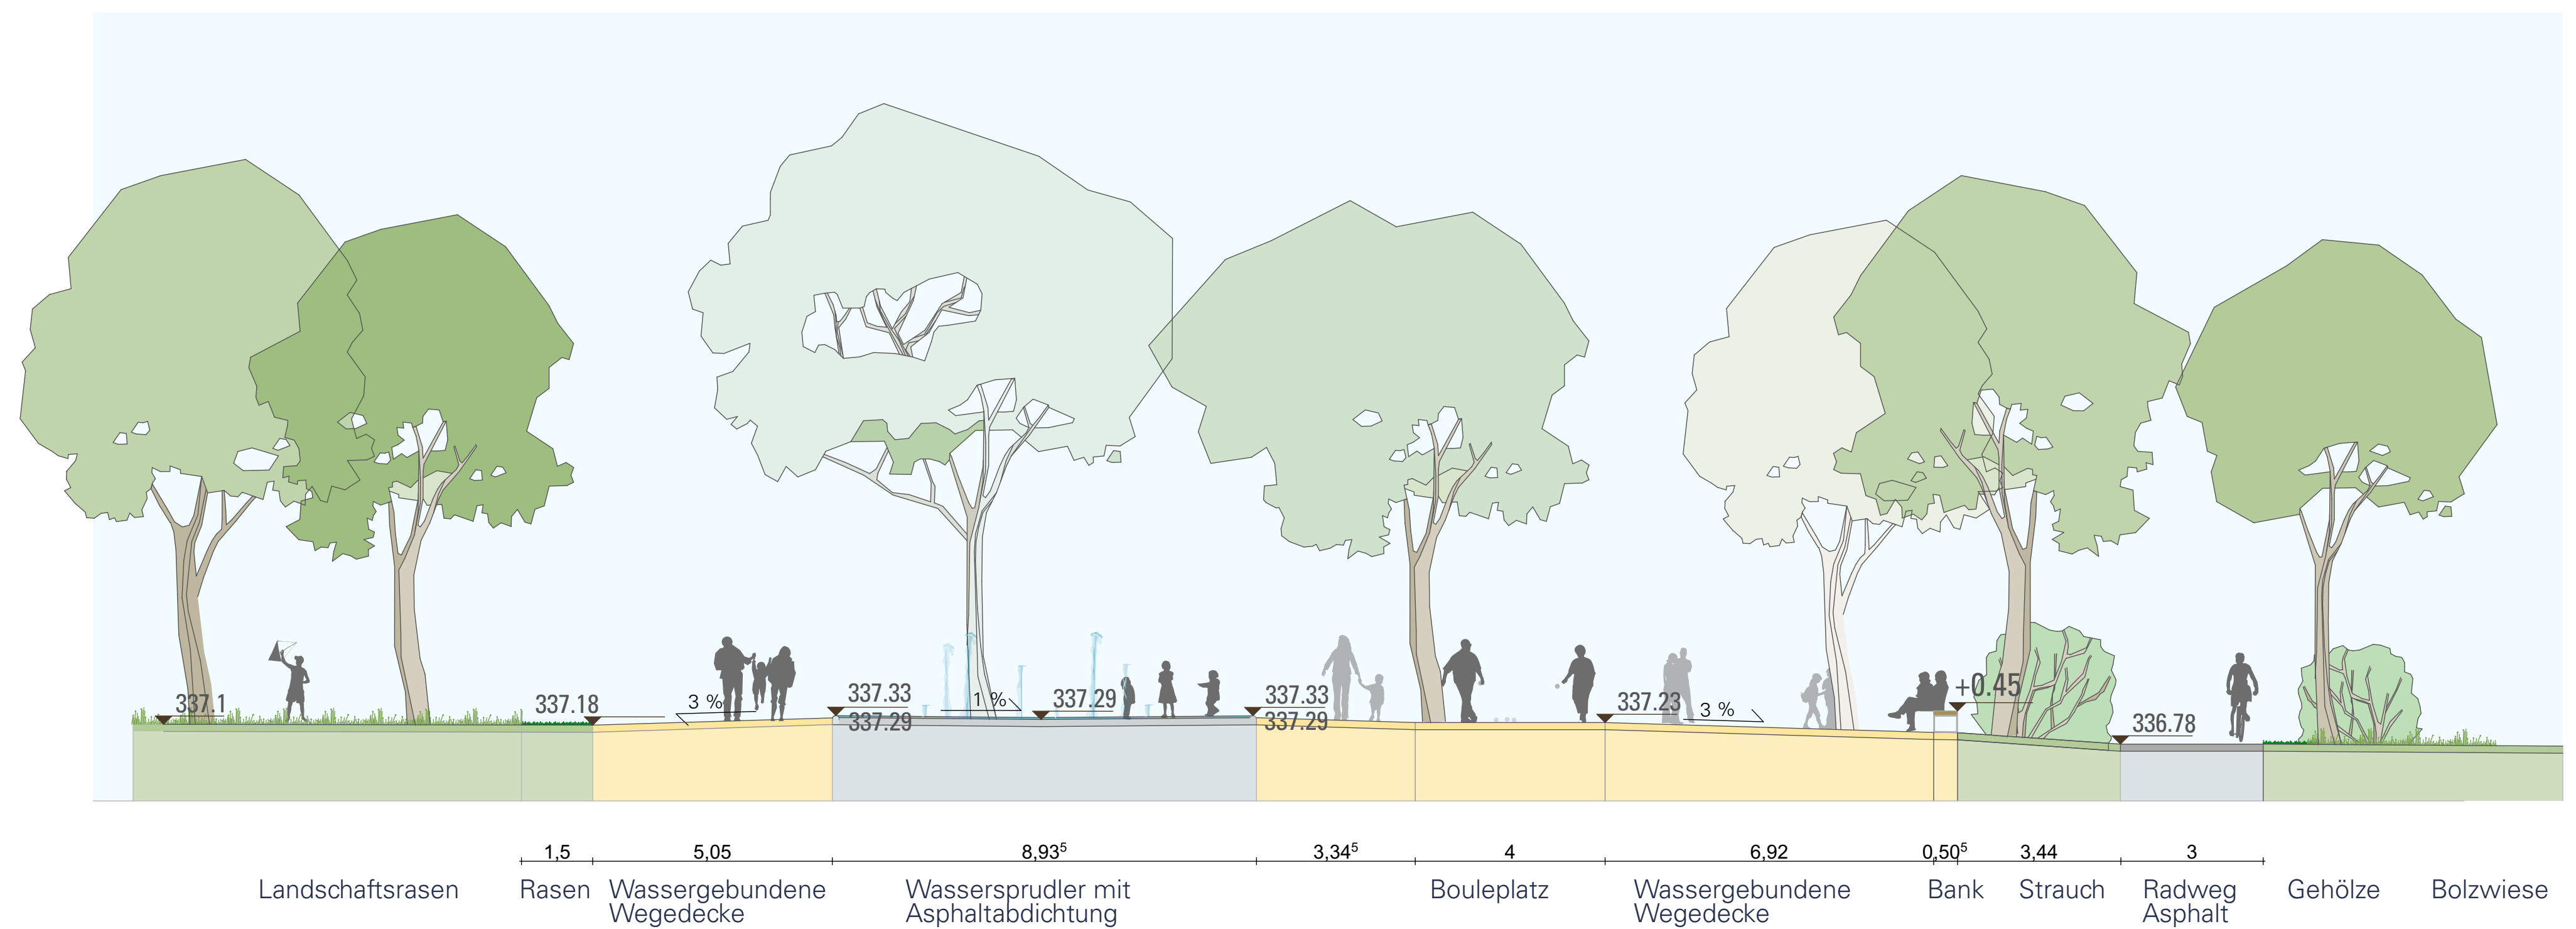 337.1
337.18
3 %
337.33
337.29
1 %
337.29
337.33
337.29
337.23
3 %
+0.45
336.78
1,5
5,05
8,93⁵
3,34⁵
4
6,92
0,50⁵
3,44
3
Landschaftsrasen
Rasen
Wassergebundene
Wegedecke
Wassersprudler mit
Asphaltabdichtung
Bouleplatz
Wassergebundene
Wegedecke
Bank
Strauch
Radweg
Asphalt
Gehölze
Bolzwiese